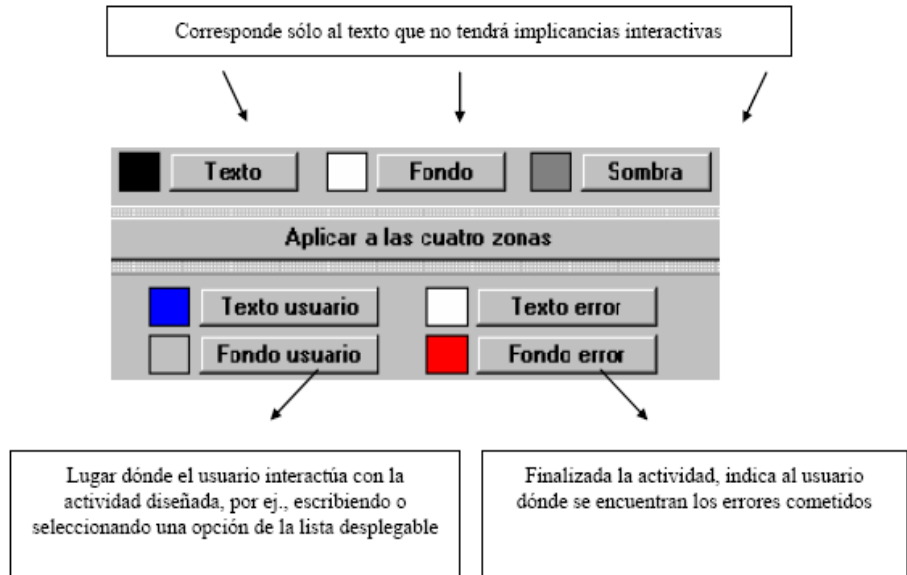 Corresponde sólo al texto que no tendrá implicancias interactivas
Texto Fondo Sombra
Aplicar a las cuatro zonas
Texto usuario Texto error
Fondo usuario Fondo error
Lugar dónde el usuario interactúa con la
actividad diseñada, por ej., escribiendo o
seleccionando una opción de la lista desplegable
Finalizada la actividad, indica al usuario
dónde se encuentran los errores cometidos